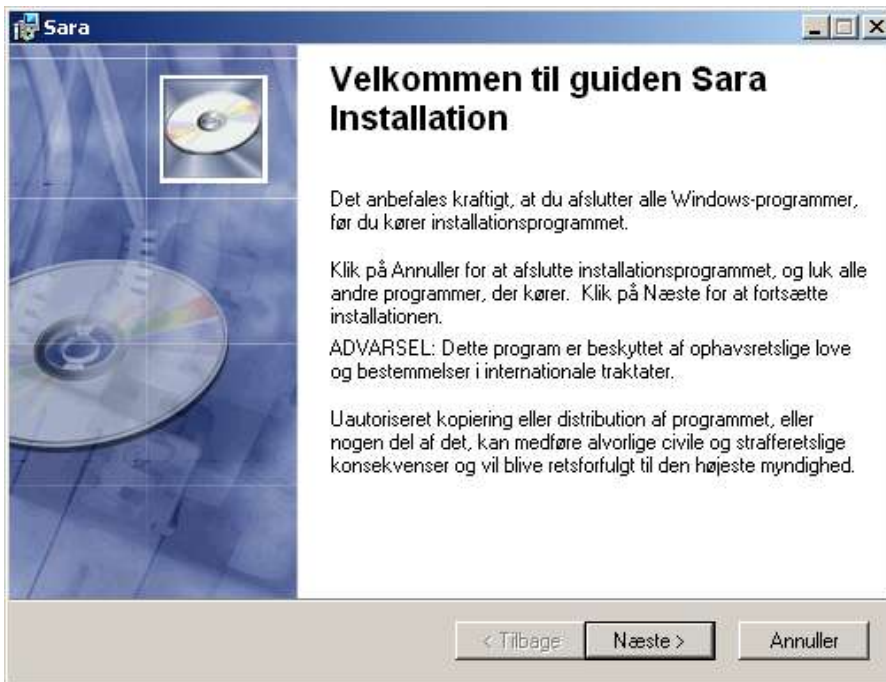 Sara
Velkommen til guiden Sara
Installation
Det anbefales kraftigt, at du afslutter alle Windows-programmer,
før du kører installationsprogrammet.
Klik på Annuller for at afslutte installationsprogrammet, og luk alle
andre programmer, der kører.  Klik på Næste for at fortsætte
installationen.
ADVARSEL: Dette program er beskyttet af ophavsretslige love
og bestemmelser i internationale traktater.
Uautoriseret kopiering eller distribution af programmet, eller
nogen del af det, kan medføre alvorlige civile og strafferetslige
konsekvenser og vil blive retsforfulgt til den højeste myndighed.
< Tilbage
Næste >
Annuller